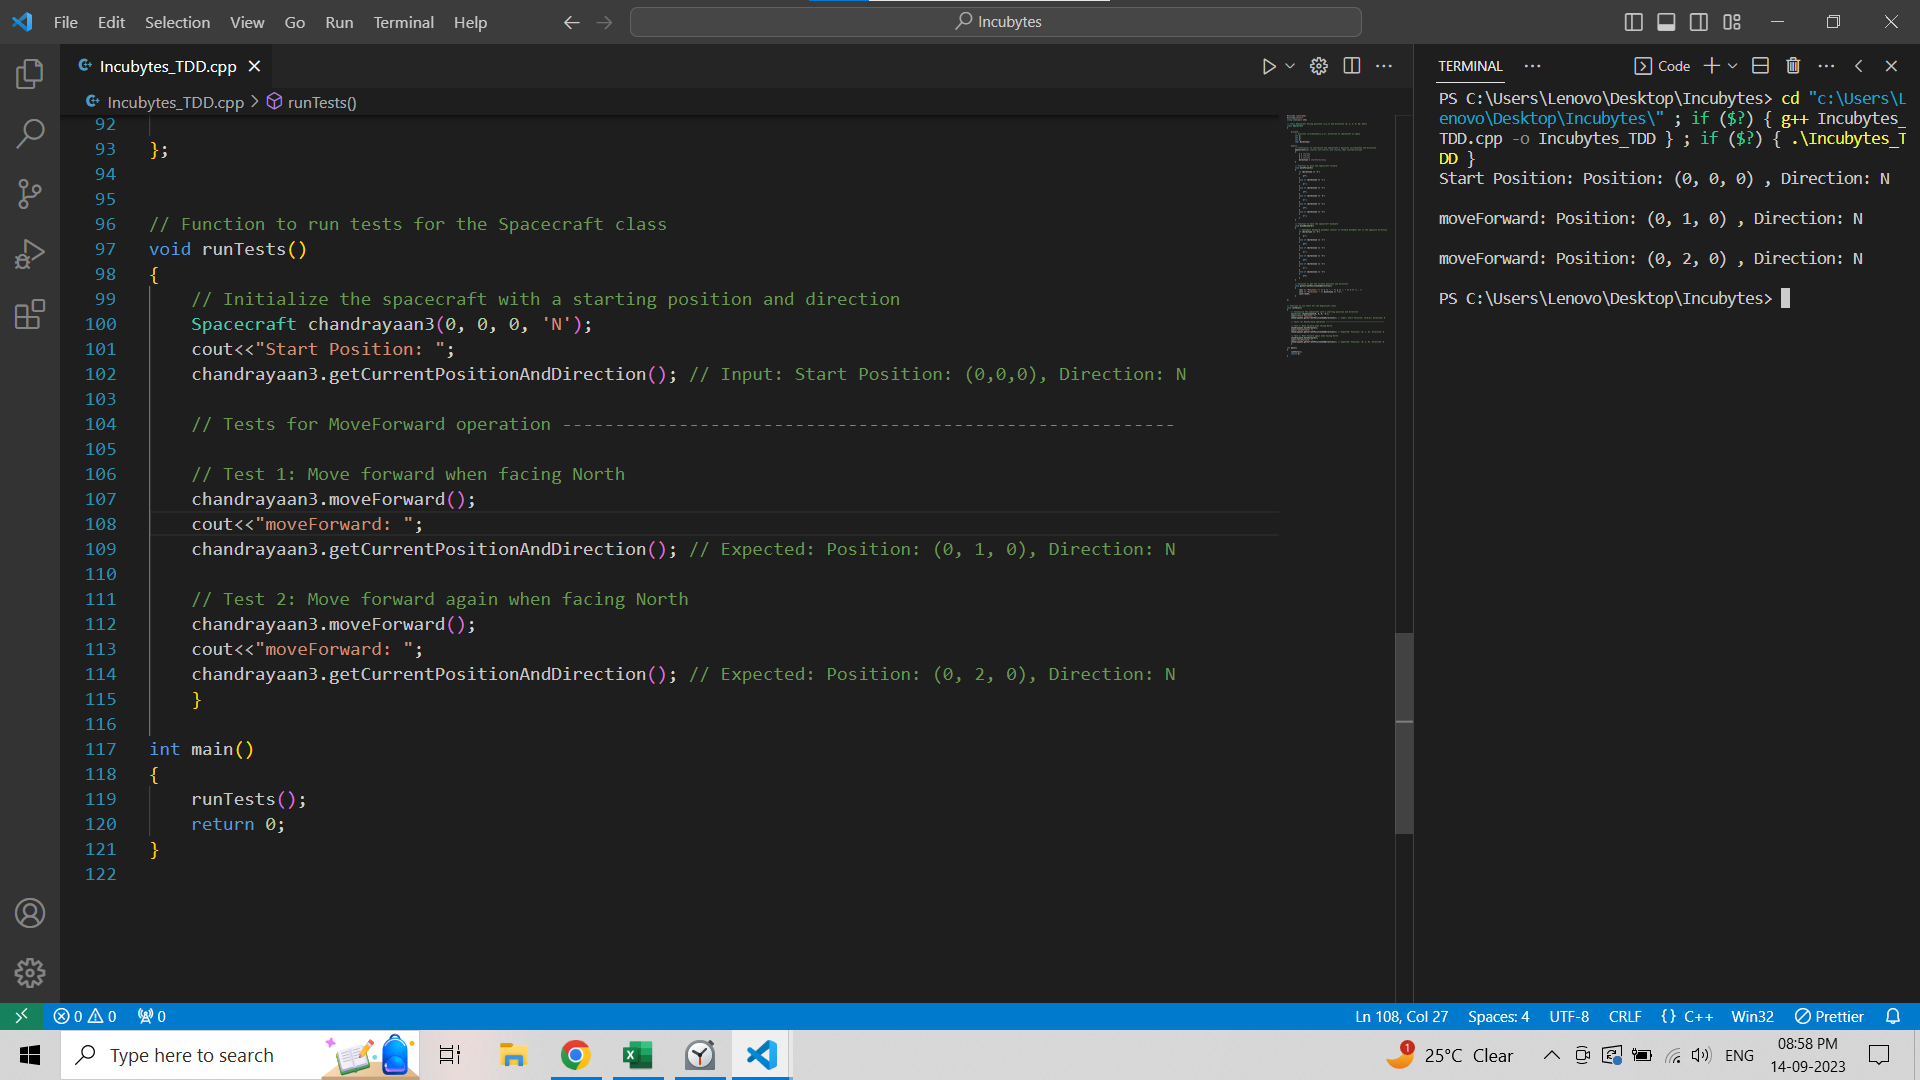 File Edit Selection View Go Run Terminal Help
Incubytes
Incubytes_TDD.cpp
Incubytes_TDD.cpp > runTests()
92
93 };
94
95
96 // Function to run tests for the Spacecraft class
97 void runTests()
98 {
99 // Initialize the spacecraft with a starting position and direction
100 Spacecraft chandrayaan3(0, 0, 0, 'N');
101 cout<<"Start Position: ";
102 chandrayaan3.getCurrentPositionAndDirection(); // Input: Start Position: (0,0,0), Direction: N
103
104 // Tests for MoveForward operation ----------------------------------------------------------
105
106 // Test 1: Move forward when facing North
107 chandrayaan3.moveForward();
108 cout<<"moveForward: ";
109 chandrayaan3.getCurrentPositionAndDirection(); // Expected: Position: (0, 1, 0), Direction: N
110
111 // Test 2: Move forward again when facing North
112 chandrayaan3.moveForward();
113 cout<<"moveForward: ";
114 chandrayaan3.getCurrentPositionAndDirection(); // Expected: Position: (0, 2, 0), Direction: N
115 }
116
117 int main()
118 {
119 runTests();
120 return 0;
121 }
122
TERMINAL
Code
PS C:\Users\Lenovo\Desktop\Incubytes> cd "c:\Users\L
enovo\Desktop\Incubytes\" ; if ($?) { g++ Incubytes_
TDD.cpp -o Incubytes_TDD } ; if ($?) { .\Incubytes_T
DD }
Start Position: Position: (0, 0, 0) , Direction: N
moveForward: Position: (0, 1, 0) , Direction: N
moveForward: Position: (0, 2, 0) , Direction: N
PS C:\Users\Lenovo\Desktop\Incubytes>
0 0 0
Ln 108, Col 27 Spaces: 4 UTF-8 CRLF {} C++ Win32 Prettier
Type here to search
1
25°C Clear
ENG
08:58 PM
14-09-2023